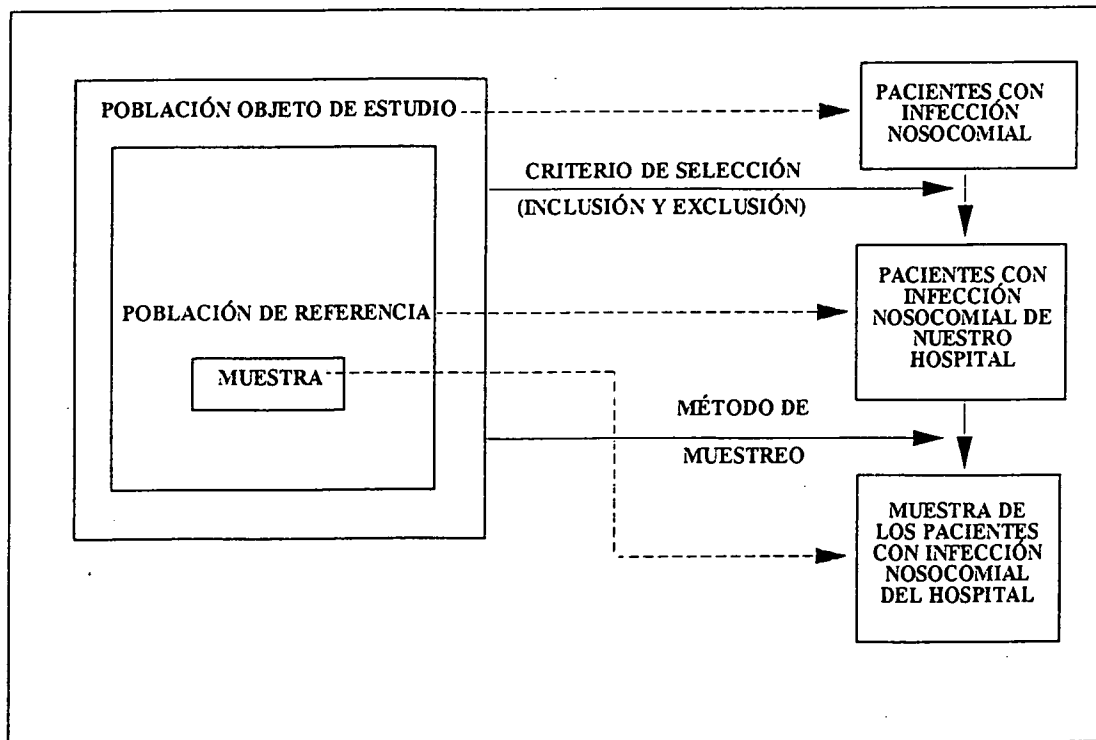 POBLACIÓN OBJETO DE ESTUDIO
PACIENTES CON
INFECCIÓN
NOSOCOMIAL
CRITERIO DE SELECCIÓN
(INCLUSIÓN Y EXCLUSIÓN)
POBLACIÓN DE REFERENCIA
PACIENTES CON
INFECCIÓN
NOSOCOMIAL DE
NUESTRO
HOSPITAL
MUESTRA
MÉTODO DE
MUESTREO
MUESTRA DE
LOS PACIENTES
CON INFECCIÓN
NOSOCOMIAL
DEL HOSPITAL